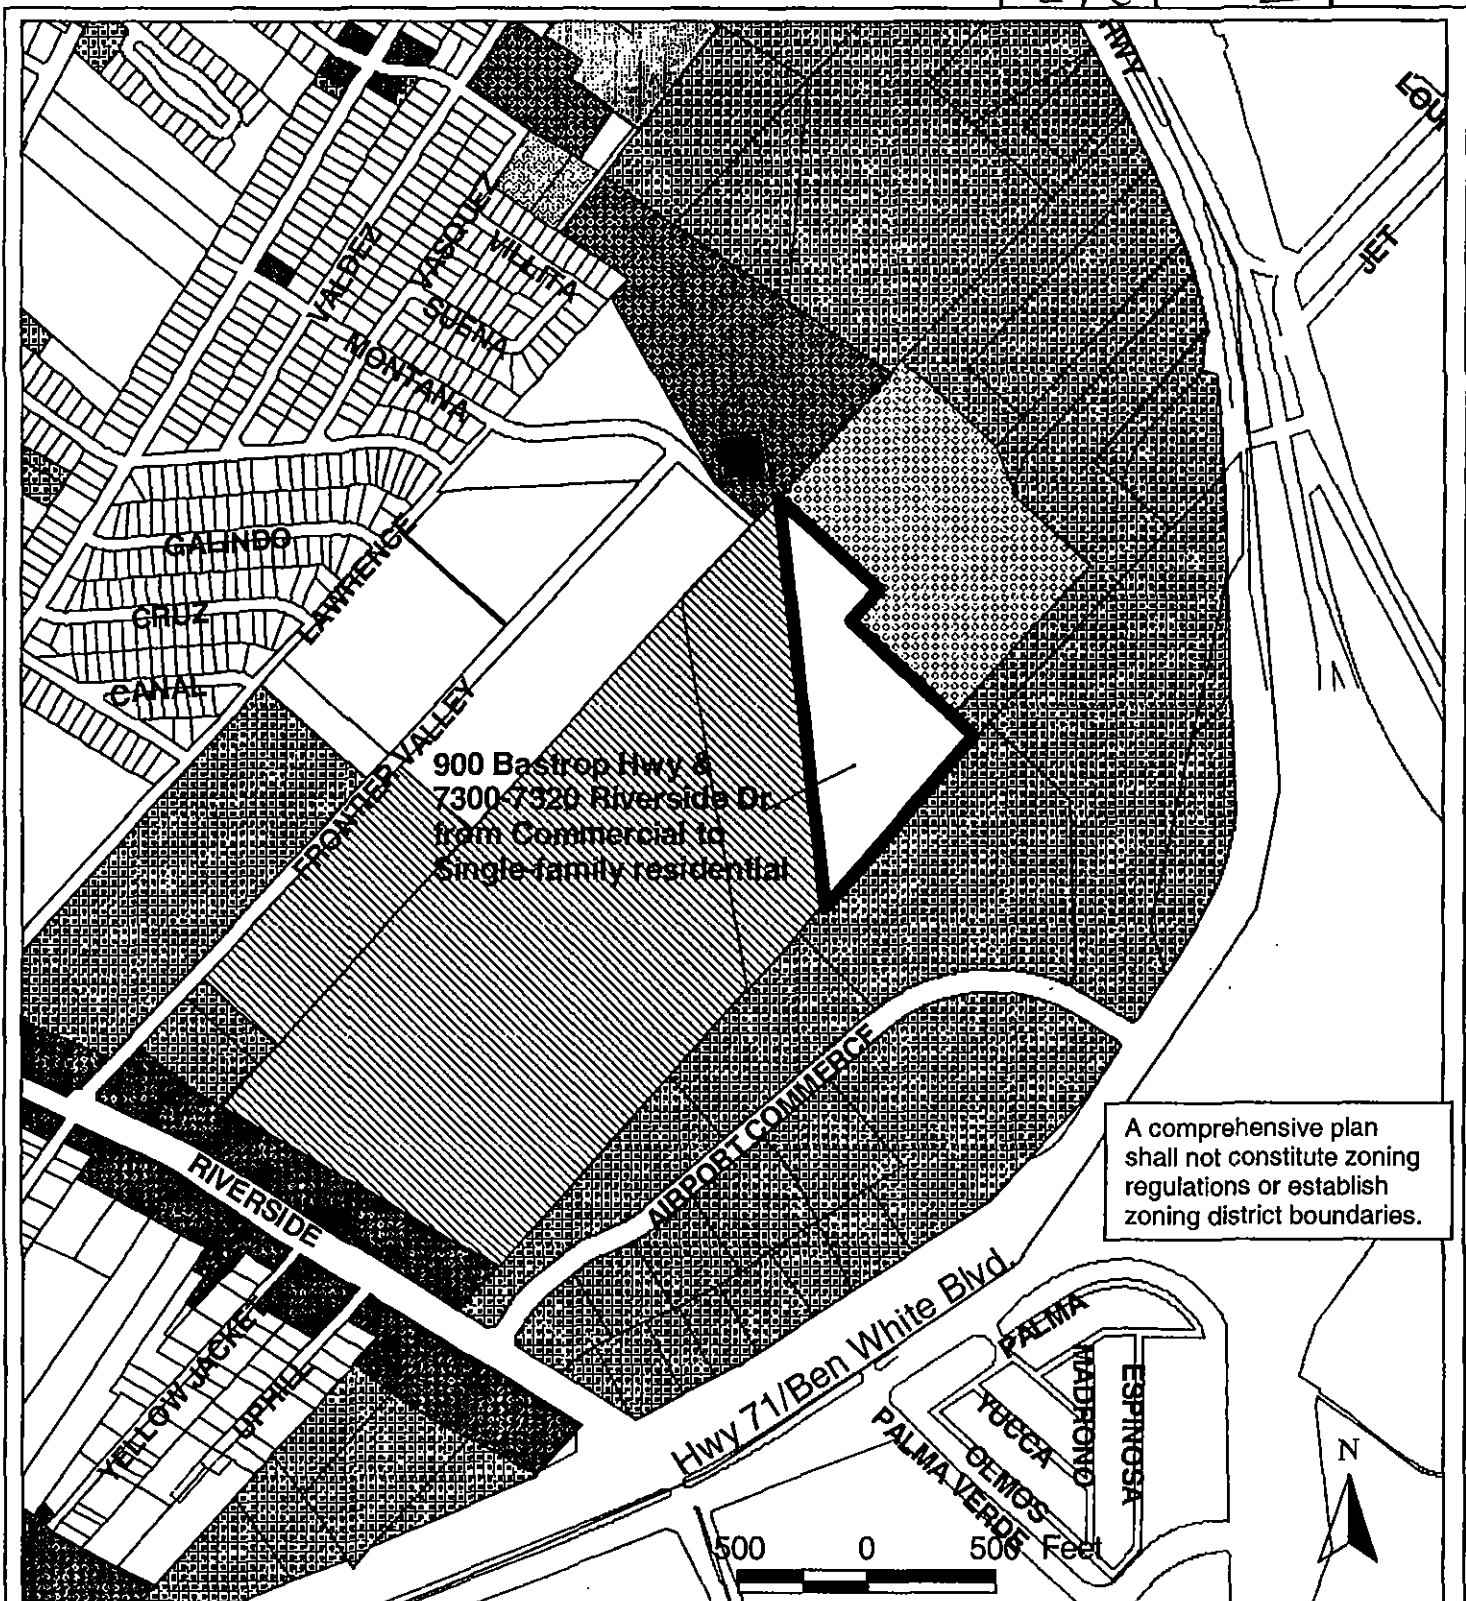 HWY
JET
VALDEZ
VASQUEZ
VILLITA
SUENA
MONTANA
GALINDO
LAWRENCE
CRUZ
CANAL
FRONTIER VALLEY
900 Bastrop Hwy &
7300-7320 Riverside Dr.
from Commercial to
Single-family residential
AIRPORT COMMERCE
A comprehensive plan
shall not constitute zoning
regulations or establish
zoning district boundaries.
RIVERSIDE
Hwy 71/Ben White Blvd.
PALMA
MADRONO
ESPINOSA
YUCCA
OLMOS
PALMA VERDE
YELLOW JACKET
UPHILL
N
500 0 500 Feet